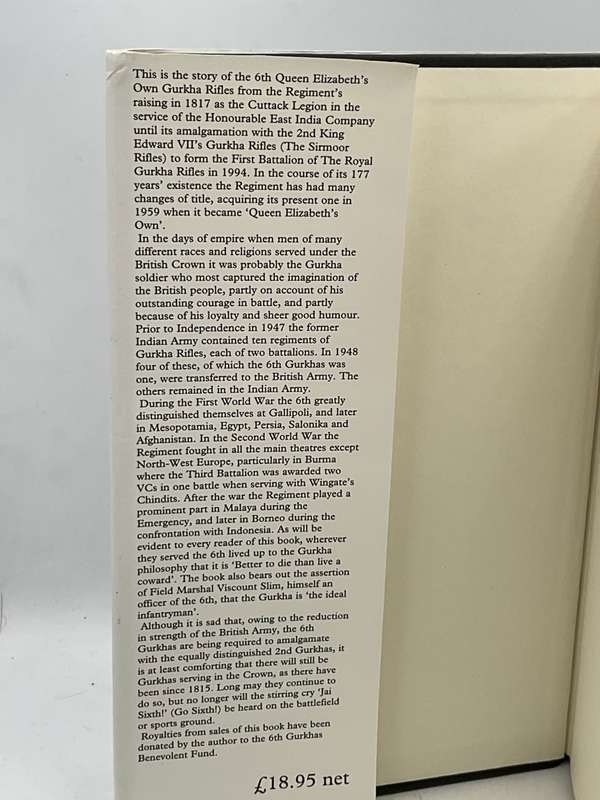 This is the story of the 6th Queen Elizabeth's
Own Gurkha Rifles from the Regiment's
raising in 1817 as the Cuttack Legion in the
service of the Honourable East India Company
until its amalgamation with the 2nd King
Edward VII's Gurkha Rifles (The Sirmoor
Rifles) to form the First Battalion of The Royal
Gurkha Rifles in 1994. In the course of its 177
years' existence the Regiment has had many
changes of title, acquiring its present one in
1959 when it became 'Queen Elizabeth's
Own'.
In the days of empire when men of many
different races and religions served under the
British Crown it was probably the Gurkha
soldier who most captured the imagination of
the British people, partly on account of his
outstanding courage in battle, and partly
because of his loyalty and sheer good humour.
Prior to Independence in 1947 the former
Indian Army contained ten regiments of
Gurkha Rifles, each of two battalions. In 1948
four of these, of which the 6th Gurkhas was
one, were transferred to the British Army. The
others remained in the Indian Army.
During the First World War the 6th greatly
distinguished themselves at Gallipoli, and later
in Mesopotamia, Egypt, Persia, Salonika and
Afghanistan. In the Second World War the
Regiment fought in all the main theatres except
North-West Europe, particularly in Burma
where the Third Battalion was awarded two
VCs in one battle when serving with Wingate's
Chindits. After the war the Regiment played a
prominent part in Malaya during the
Emergency, and later in Borneo during the
confrontation with Indonesia. As will be
evident to every reader of this book, wherever
they served the 6th lived up to the Gurkha
philosophy that it is 'Better to die than live a
coward'. The book also bears out the assertion
of Field Marshal Viscount Slim, himself an
officer of the 6th, that the Gurkha is 'the ideal
infantryman'.
Although it is sad that, owing to the reduction
in strength of the British Army, the 6th
Gurkhas are being required to amalgamate
with the equally distinguished 2nd Gurkhas, it
is at least comforting that there will still be
Gurkhas serving in the Crown, as there have
been since 1815. Long may they continue to
do so, but no longer will the stirring cry 'Jai
Sixth!' (Go Sixth!) be heard on the battlefield
or sports ground.
Royalties from sales of this book have been
donated by the author to the 6th Gurkhas
Benevolent Fund.
£18.95 net